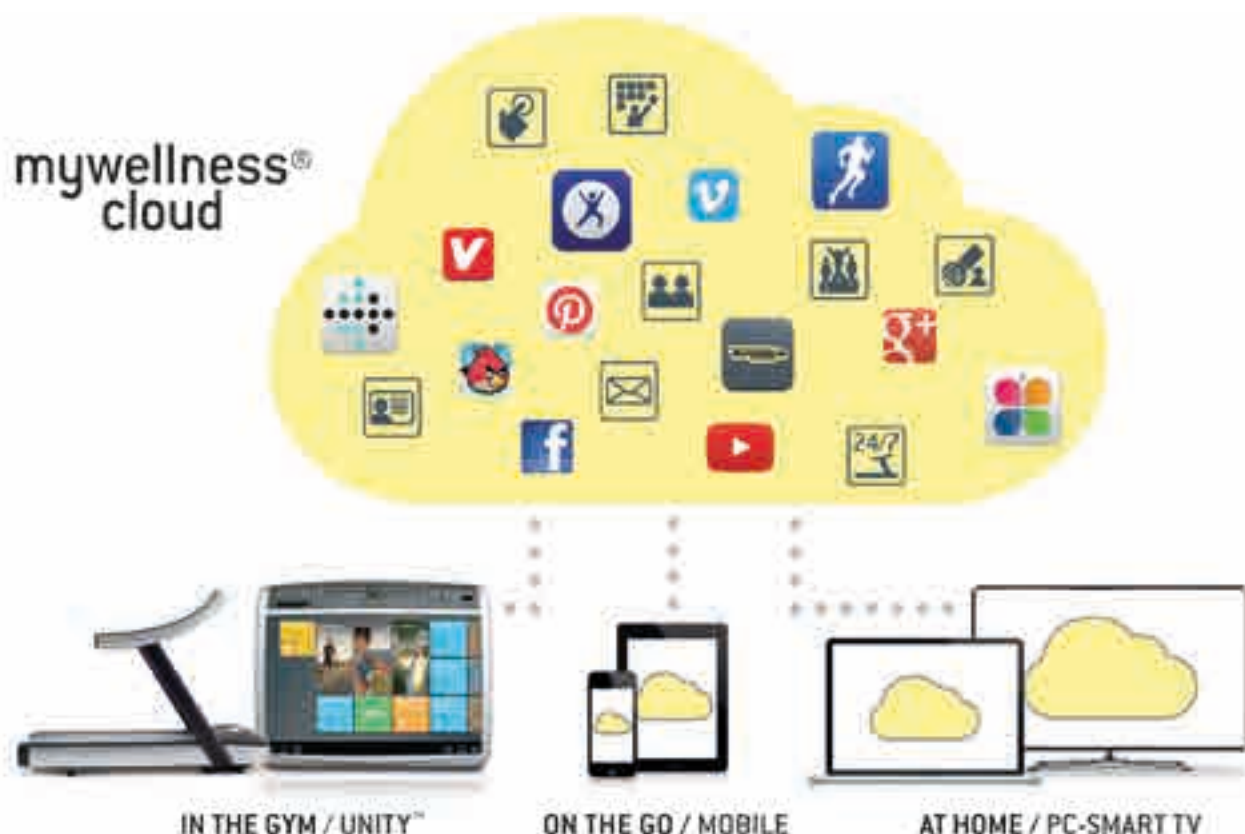 mywellness®
cloud
g+
f
24/7
IN THE GYM / UNITY™
ON THE GO / MOBILE
AT HOME / PC-SMART TV